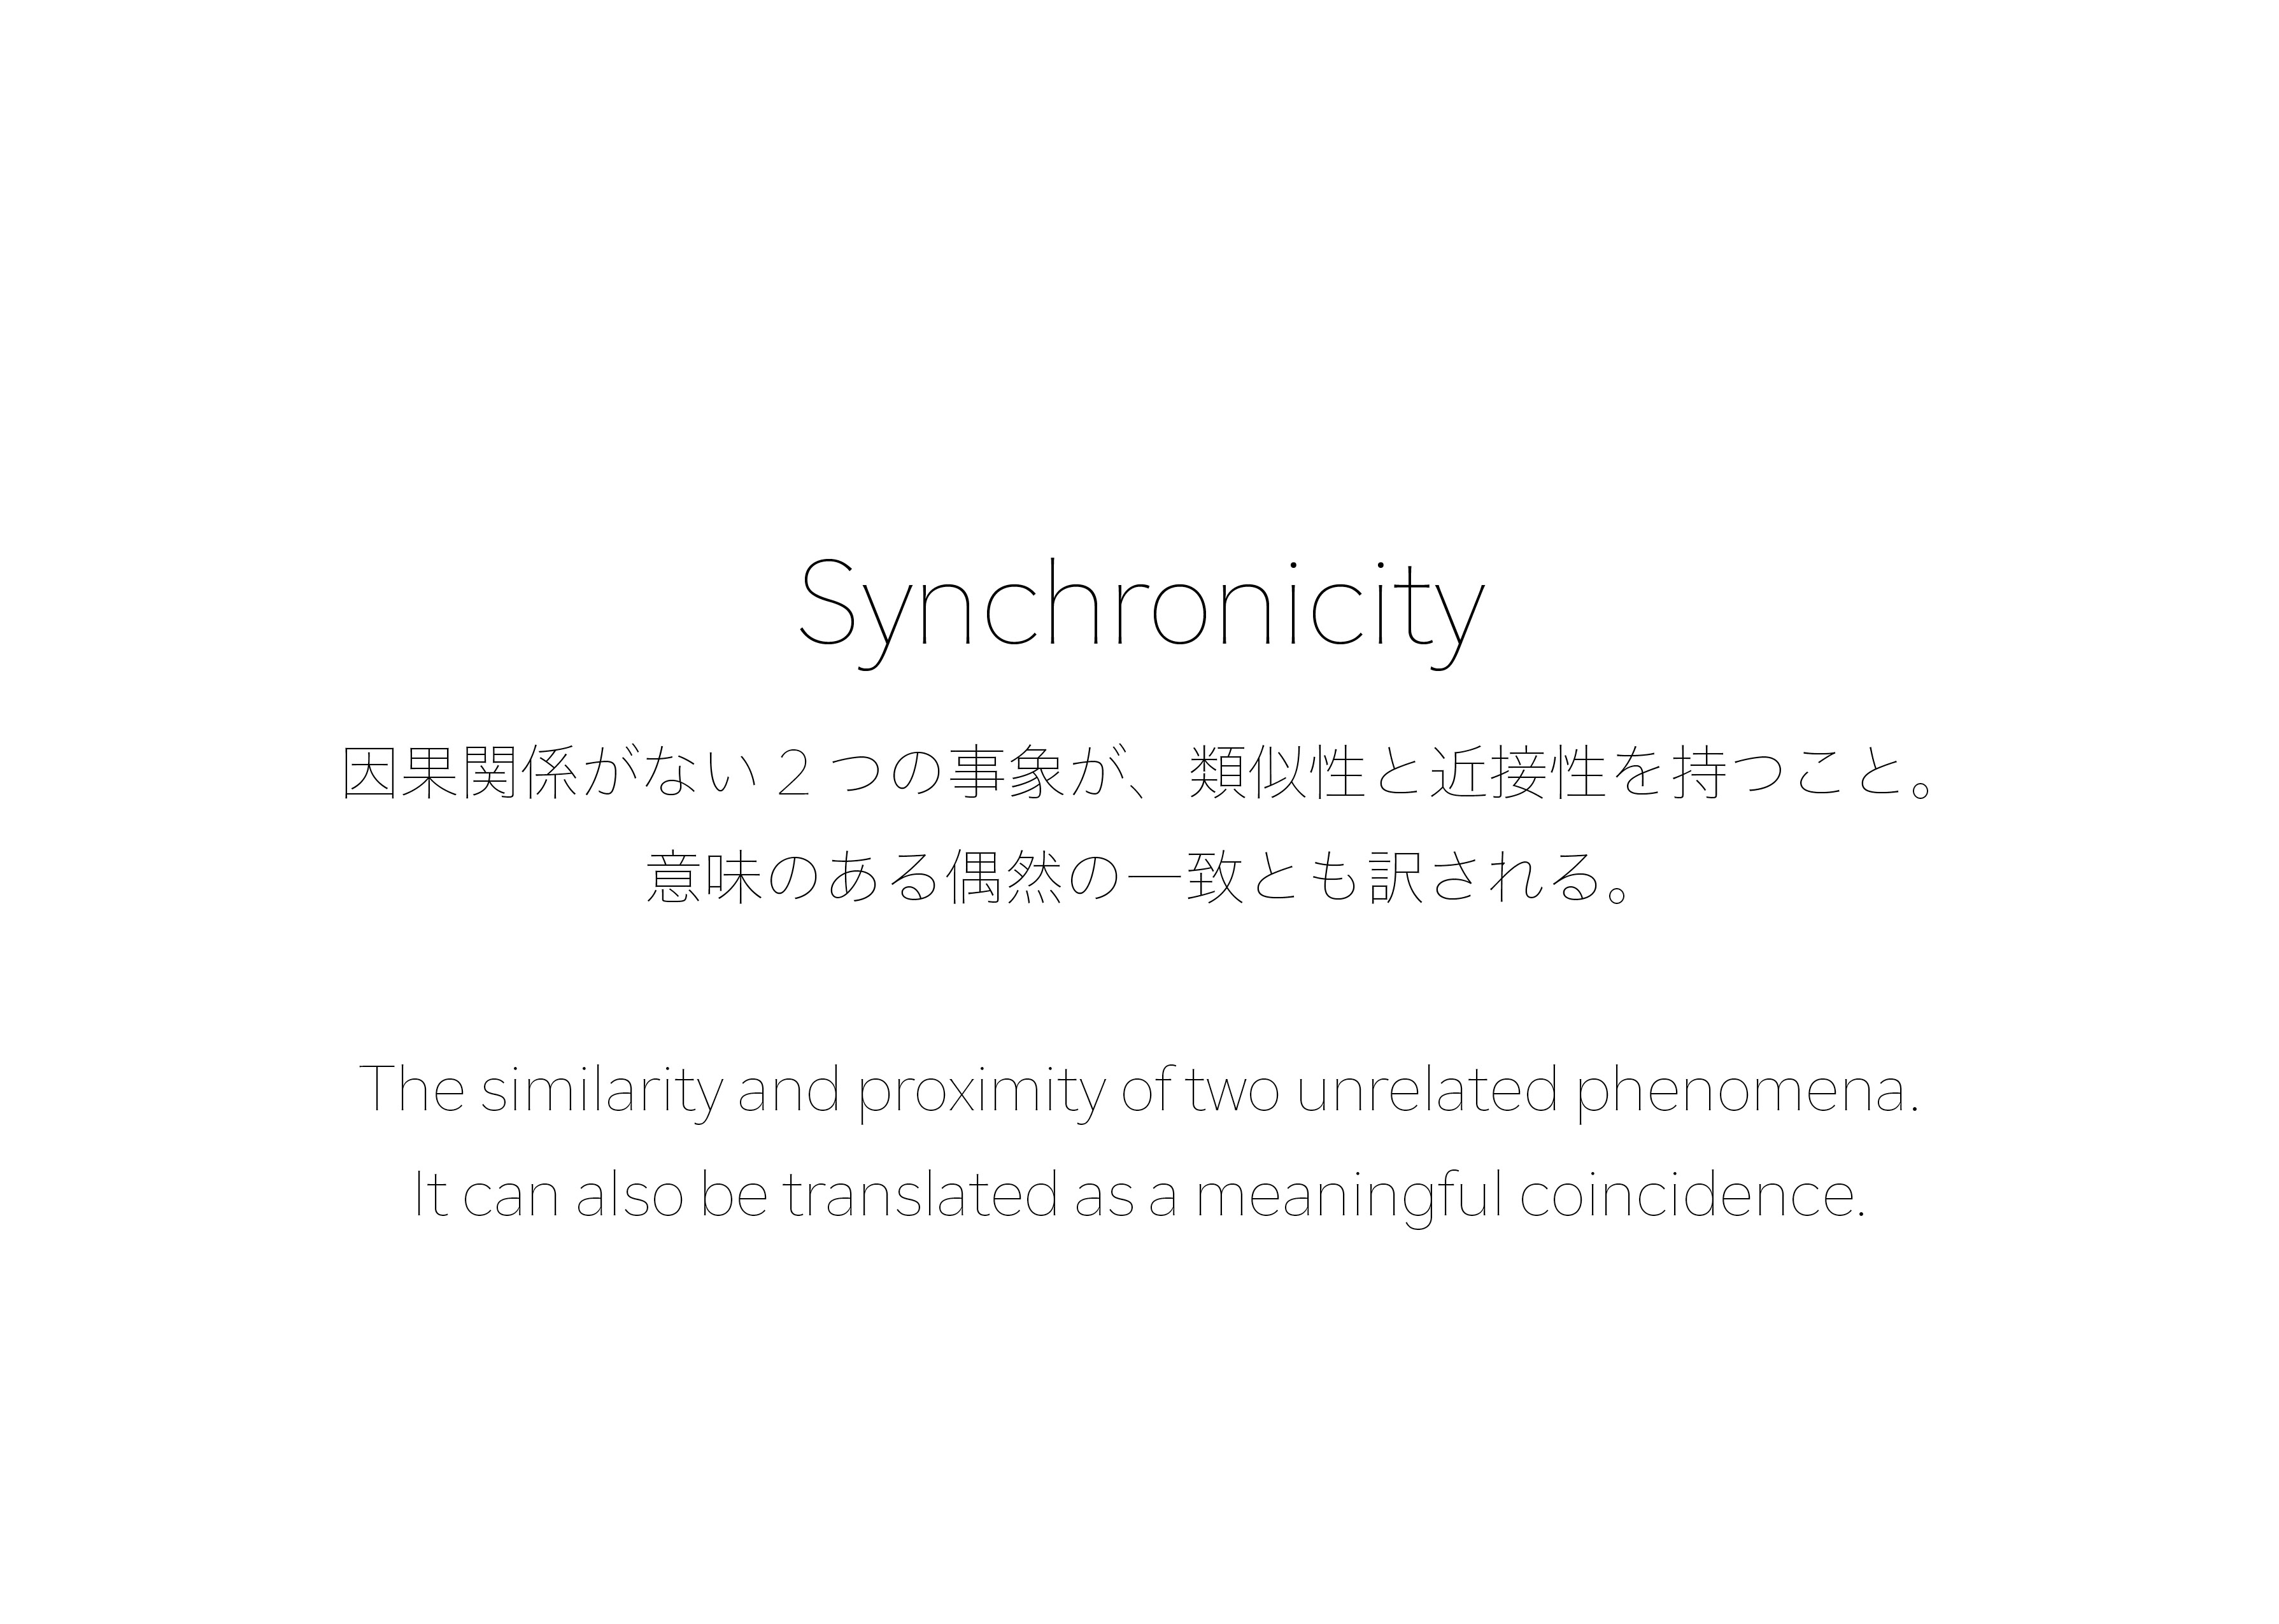 Synchronicity
因果関係がない２つの事象が、類似性と近接性を持つこと。
意味のある偶然の一致とも訳される。
The similarity and proximity of two unrelated phenomena.
It can also be translated as a meaningful coincidence.